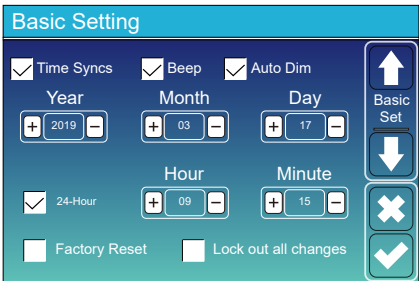 Basic Setting
Time Syncs Beep Auto Dim
Year Month Day
Basic
Set
+ 2019 − + 03 − + 17 −
Hour Minute
24-Hour + 09 − + 15 −
Factory Reset Lock out all changes